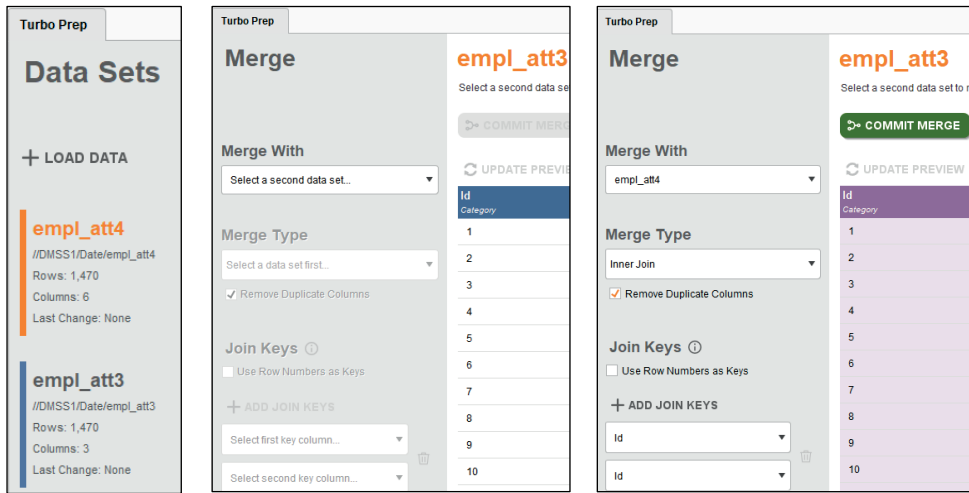 Turbo Prep
Data Sets
LOAD DATA
empl_att4
//DMSS1/Date/empl_att4
Rows: 1,470
Columns: 6
Last Change: None
empl_att3
//DMSS1/Date/empl_att3
Rows: 1,470
Columns: 3
Last Change: None
Turbo Prep
Merge
empl_att3
Select a second data se
COMMIT MERG
Merge With
Select a second data set...
UPDATE PREVIE
Id
Category
Merge Type
Select a data set first...
Remove Duplicate Columns
Join Keys
Use Row Numbers as Keys
ADD JOIN KEYS
Select first key column...
Select second key column...
1
2
3
4
5
6
7
8
9
10
Turbo Prep
Merge
empl_att3
Select a second data set to
COMMIT MERGE
Merge With
empl_att4
UPDATE PREVIEW
Id
Category
Merge Type
Inner Join
Remove Duplicate Columns
Join Keys
Use Row Numbers as Keys
ADD JOIN KEYS
Id
Id
1
2
3
4
5
6
7
8
9
10